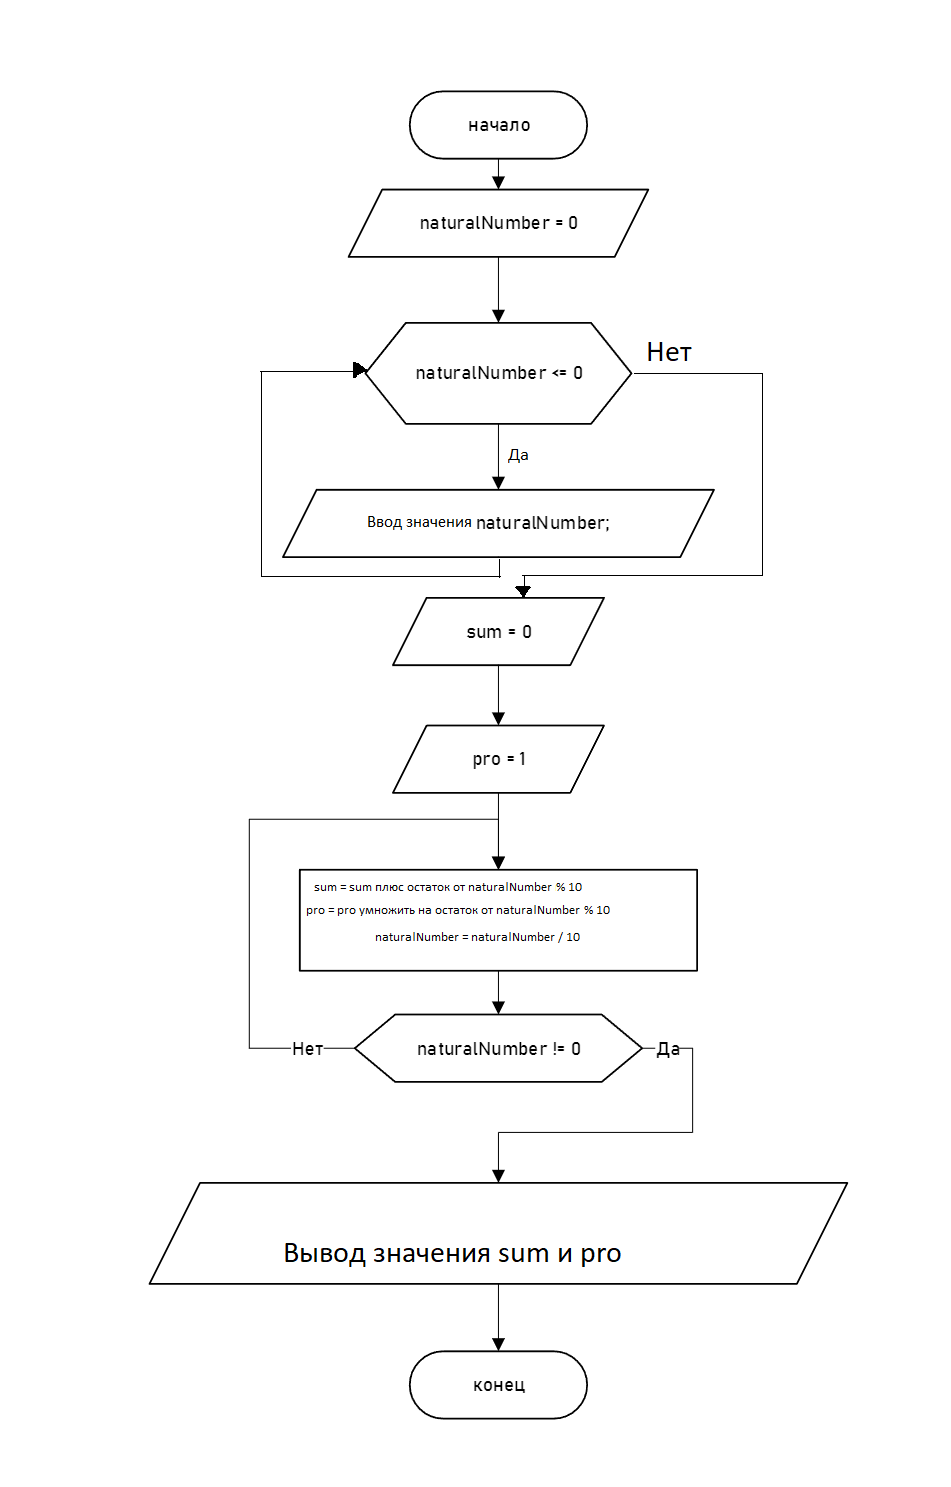 начало
naturalNumber = 0
naturalNumber <= 0
Нет
Да
Ввод значения naturalNumber;
sum = 0
pro = 1
sum = sum плюс остаток от naturalNumber % 10
pro = pro умножить на остаток от naturalNumber % 10
naturalNumber = naturalNumber / 10
Нет
naturalNumber != 0
Да
Вывод значения sum и pro
конец